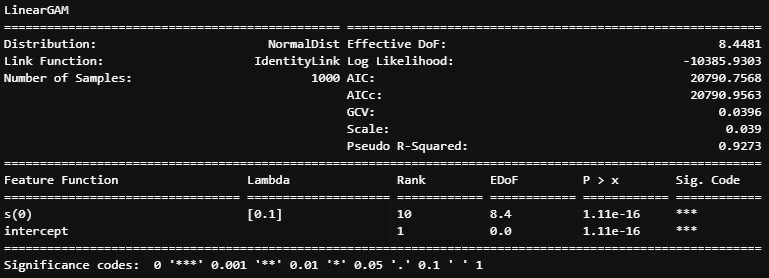 LinearGAM
=============================================== ==========================================================
Distribution: NormalDist Effective DoF: 8.4481
Link Function: IdentityLink Log Likelihood: -10385.9303
Number of Samples: 1000 AIC: 20790.7568
AICc: 20790.9563
GCV: 0.0396
Scale: 0.039
Pseudo R-Squared: 0.9273
==========================================================================================================
Feature Function Lambda Rank EDoF P > x Sig. Code
================================= ==================== ============ ============ ============ ============
s(0) [0.1] 10 8.4 1.11e-16 ***
intercept 1 0.0 1.11e-16 ***
==========================================================================================================
Significance codes: 0 '***' 0.001 '**' 0.01 '*' 0.05 '.' 0.1 ' ' 1